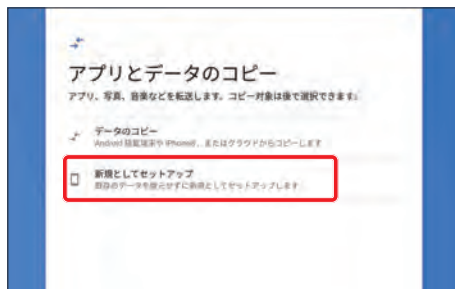 アプリとデータのコピー
アプリ、写真、音楽などを転送します。コピー対象は後で選択できます:
データのコピー
Android 搭載端末や iPhone、またはクラウドからコピーします
新規としてセットアップ
既存のデータを復元せずに新規としてセットアップします